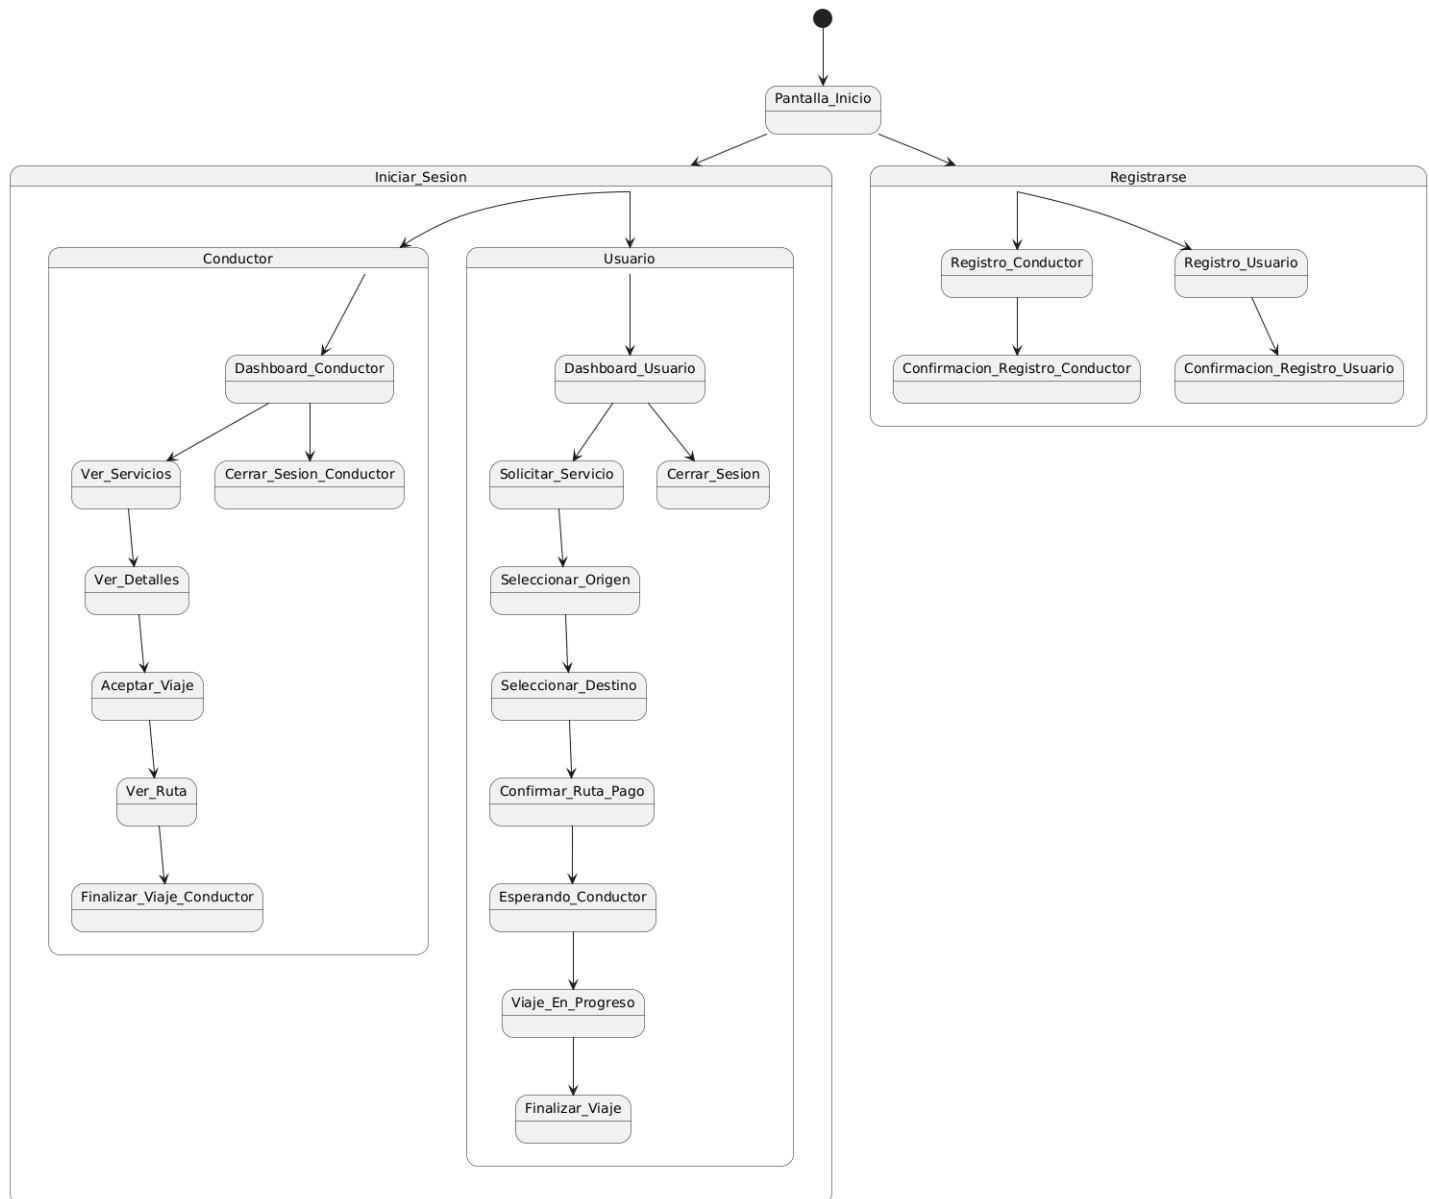 Pantalla_Inicio
Iniciar_Sesion
Registrarse
Conductor
Usuario
Registro_Conductor
Registro_Usuario
Dashboard_Conductor
Dashboard_Usuario
Confirmacion_Registro_Conductor
Confirmacion_Registro_Usuario
Ver_Servicios
Cerrar_Sesion_Conductor
Solicitar_Servicio
Cerrar_Sesion
Ver_Detalles
Seleccionar_Origen
Aceptar_Viaje
Seleccionar_Destino
Ver_Ruta
Confirmar_Ruta_Pago
Finalizar_Viaje_Conductor
Esperando_Conductor
Viaje_En_Progreso
Finalizar_Viaje